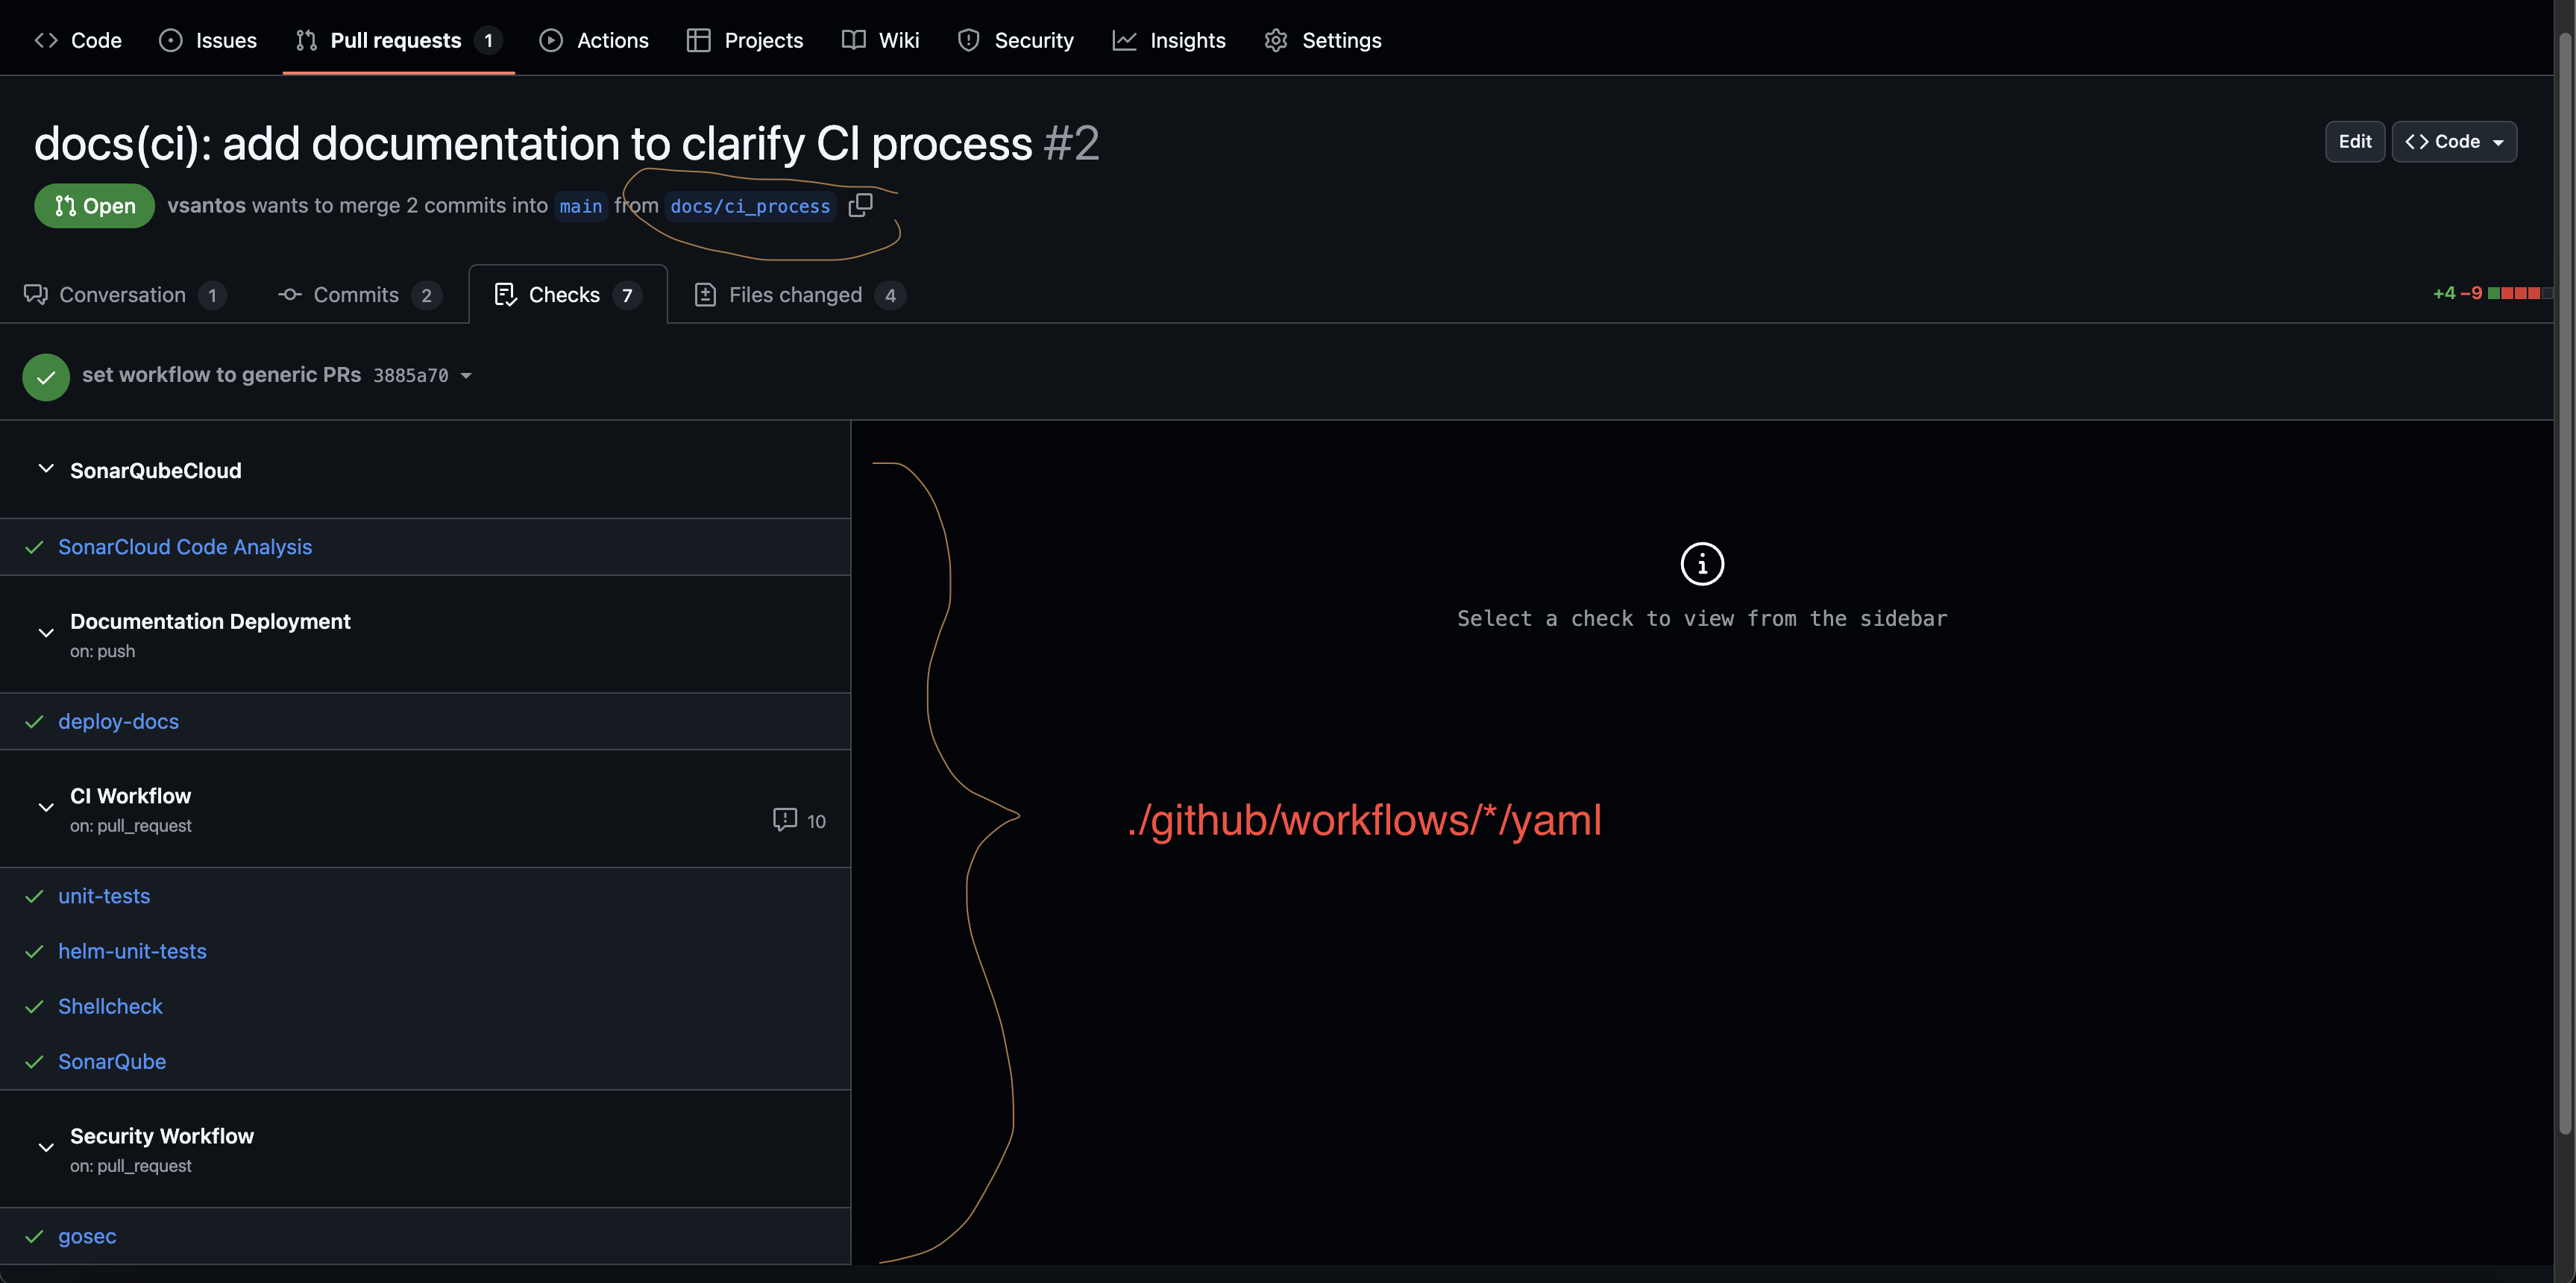 Code Issues Pull requests 1 Actions Projects Wiki Security Insights Settings
docs(ci): add documentation to clarify CI process #2
Edit Code
Open vsantos wants to merge 2 commits into main from docs/ci_process
Conversation 1 Commits 2 Checks 7 Files changed 4
+4 −9
set workflow to generic PRs 3885a70
SonarQubeCloud
SonarCloud Code Analysis
Documentation Deployment
on: push
deploy-docs
CI Workflow
on: pull_request
10
unit-tests
helm-unit-tests
Shellcheck
SonarQube
Security Workflow
on: pull_request
gosec
Select a check to view from the sidebar
./github/workflows/*/yaml